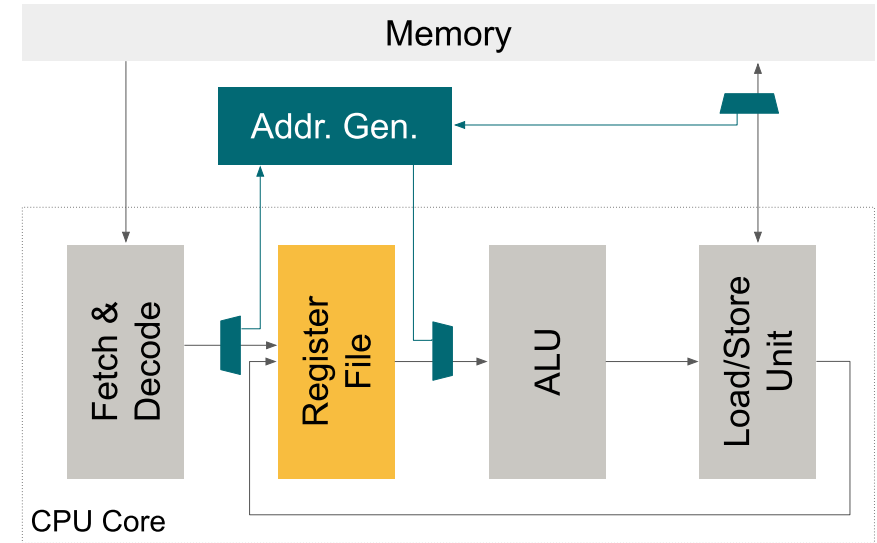 Memory
Addr. Gen.
Fetch &
Decode
Register
File
ALU
Load/Store
Unit
CPU Core